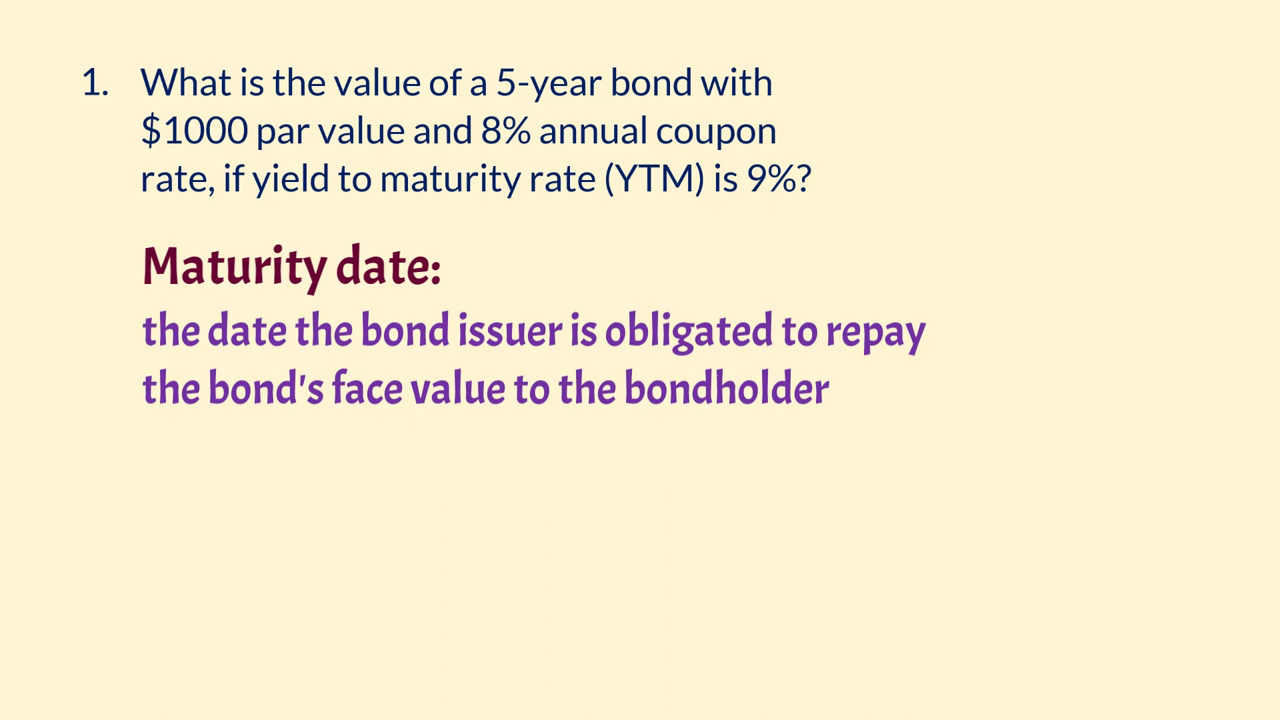 1. What is the value of a 5-year bond with
$1000 par value and 8% annual coupon
rate, if yield to maturity rate (YTM) is 9%?
Maturity date:
the date the bond issuer is obligated to repay
the bond's face value to the bondholder